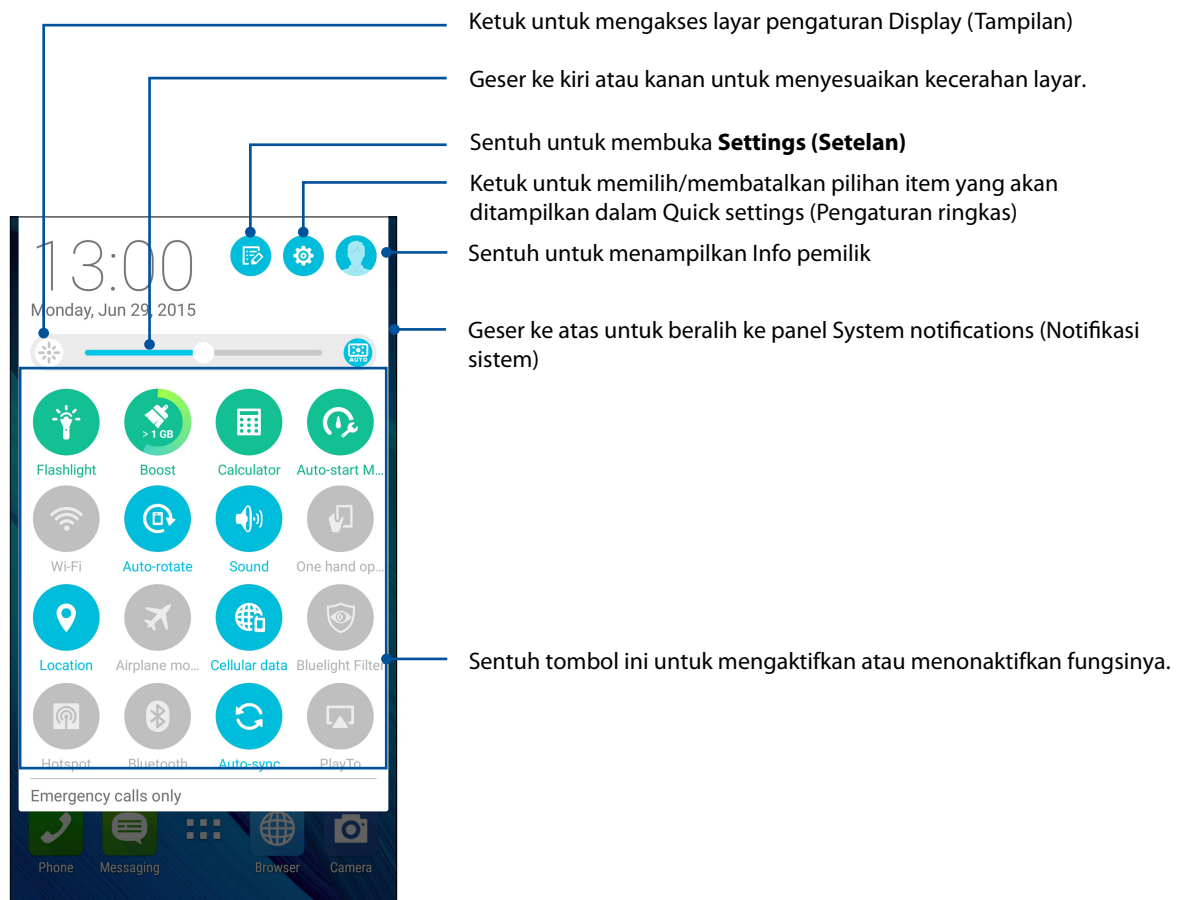 Ketuk untuk mengakses layar pengaturan Display (Tampilan)
Geser ke kiri atau kanan untuk menyesuaikan kecerahan layar.
Sentuh untuk membuka Settings (Setelan)
Ketuk untuk memilih/membatalkan pilihan item yang akan
ditampilkan dalam Quick settings (Pengaturan ringkas)
Sentuh untuk menampilkan Info pemilik
Geser ke atas untuk beralih ke panel System notifications (Notifikasi
sistem)
Sentuh tombol ini untuk mengaktifkan atau menonaktifkan fungsinya.
13:00
Monday, Jun 29, 2015
AUTO
> 1 GB
Flashlight Boost Calculator Auto-start M...
Wi-Fi Auto-rotate Sound One hand op...
Location Airplane mo... Cellular data Bluelight Filter
Hotspot Bluetooth Auto-sync PlayTo
Emergency calls only
Phone Messaging Browser Camera